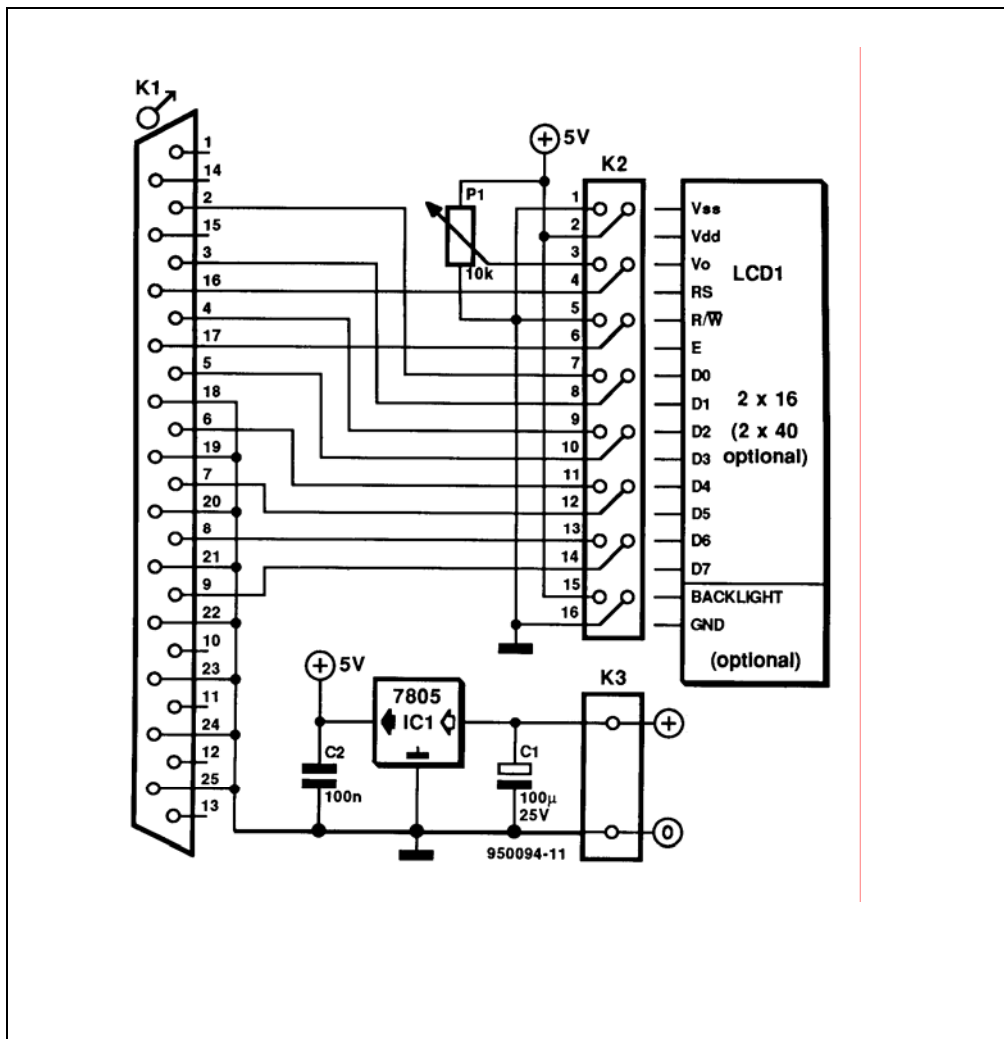 K1
1
14
2
15
3
16
4
17
5
18
6
19
7
20
8
21
9
22
10
23
11
24
12
25
13
5V
P1
10k
K2
1
2
3
4
5
6
7
8
9
10
11
12
13
14
15
16
Vss
Vdd
Vo
RS
R/W̅
E
D0
D1
D2
D3
D4
D5
D6
D7
BACKLIGHT
GND
LCD1
2 x 16
(2 x 40
optional)
(optional)
5V
7805
IC1
C2
100n
C1
100µ
25V
K3
+
0
950094-11